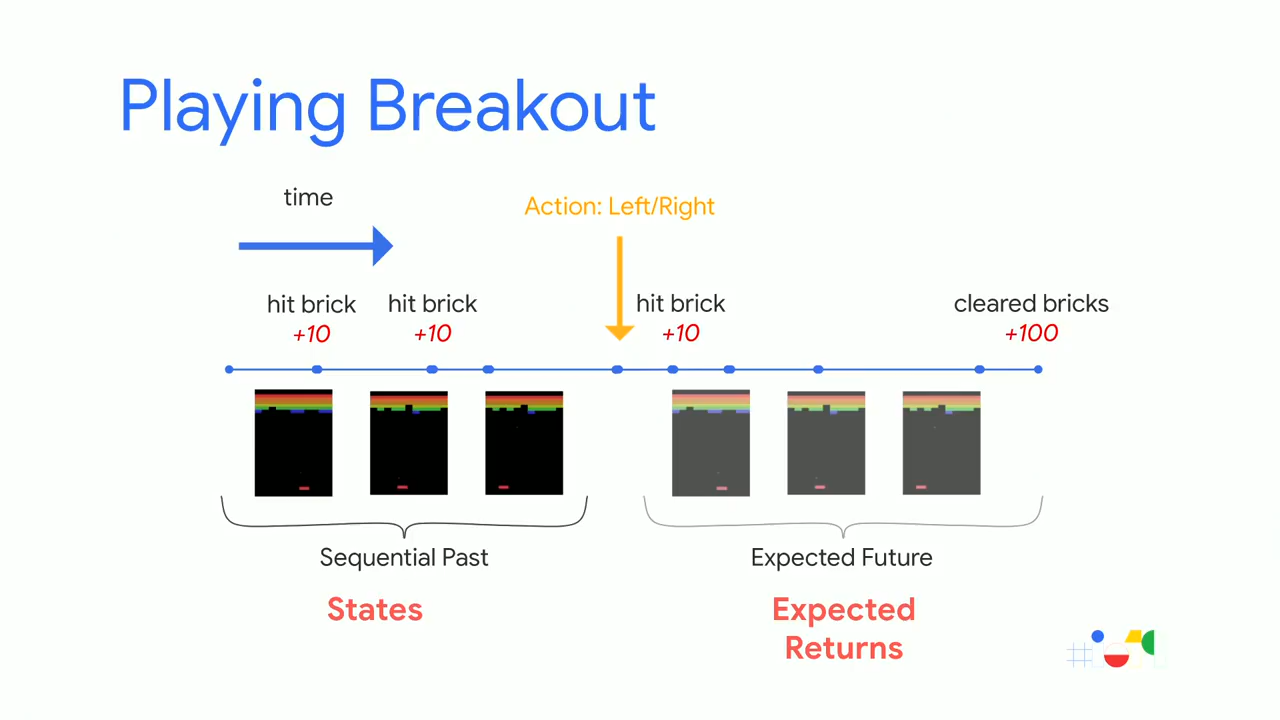 Playing Breakout
time
Action: Left/Right
hit brick
+10
hit brick
+10
hit brick
+10
cleared bricks
+100
Sequential Past
Expected Future
States
Expected
Returns